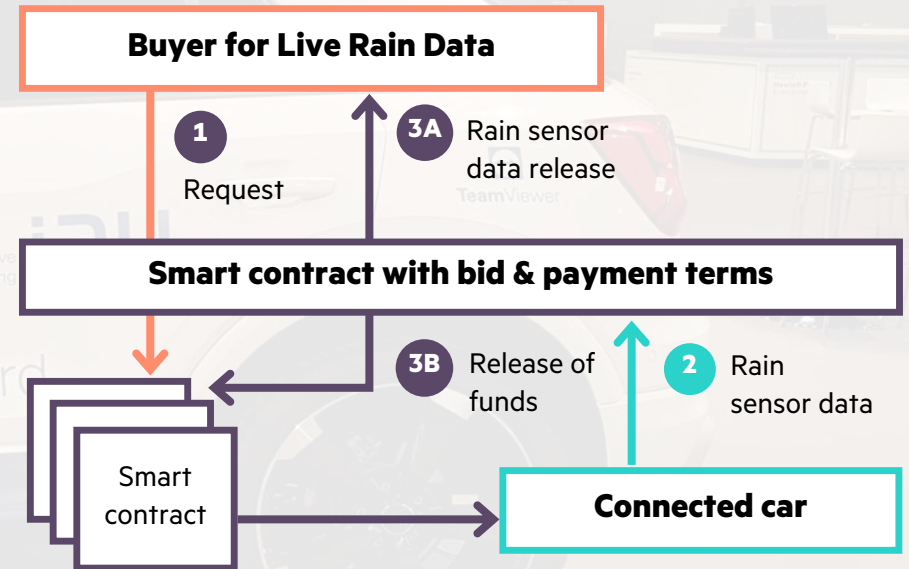 Buyer for Live Rain Data
1
Request
3A
Rain sensor
data release
TeamViewer
Smart contract with bid & payment terms
3B
Release of
funds
2
Rain
sensor data
Smart
contract
Connected car